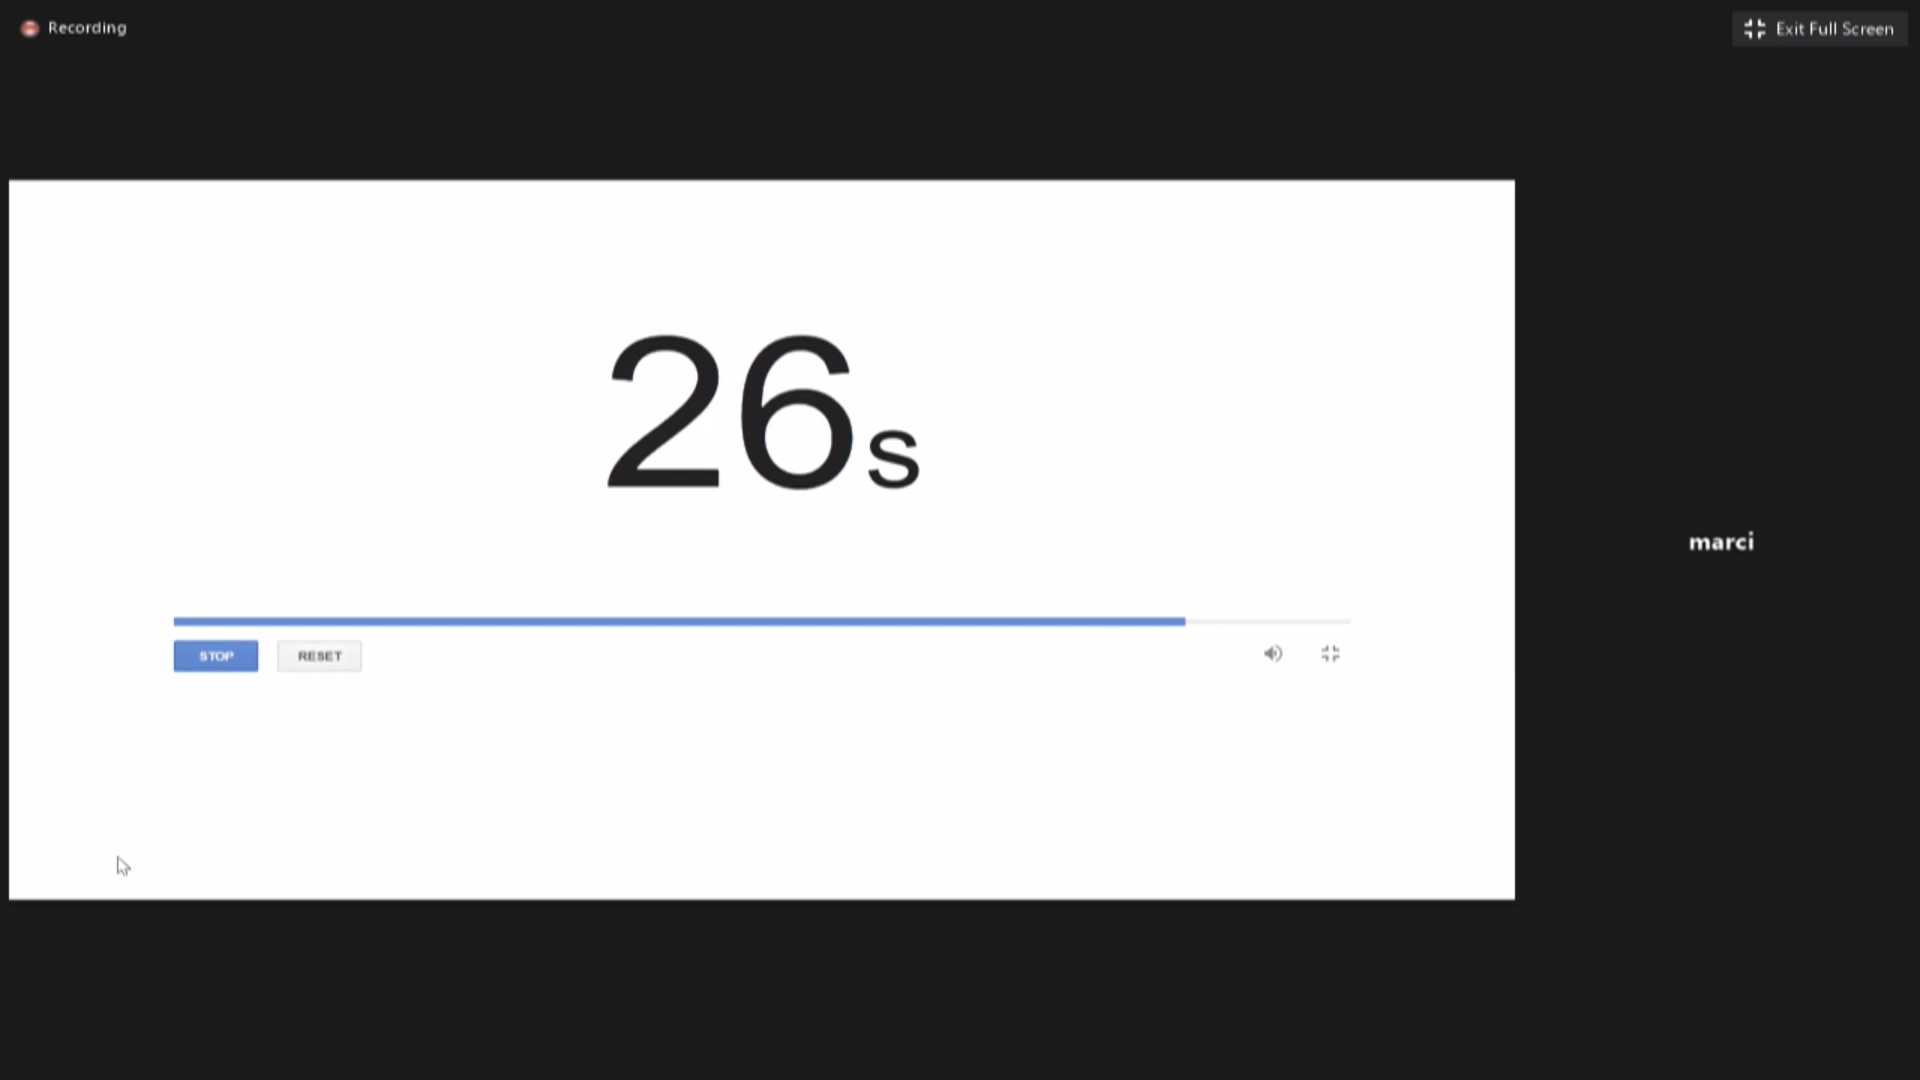 Recording
Exit Full Screen
26s
marci
STOP
RESET